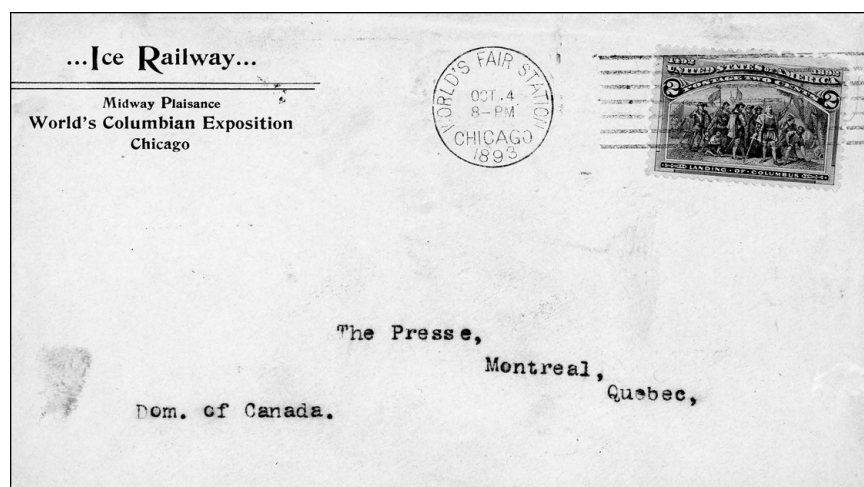 ...Ice Railway...
Midway Plaisance
World's Columbian Exposition
Chicago
WORLD'S FAIR STATION
OCT. 4
8-PM
CHICAGO
1893
1492 1892
UNITED STATES OF AMERICA
POSTAGE TWO CENTS
2 2
LANDING · OF · COLUMBUS
The Presse,
Montreal,
Quebec,
Dom. of Canada.